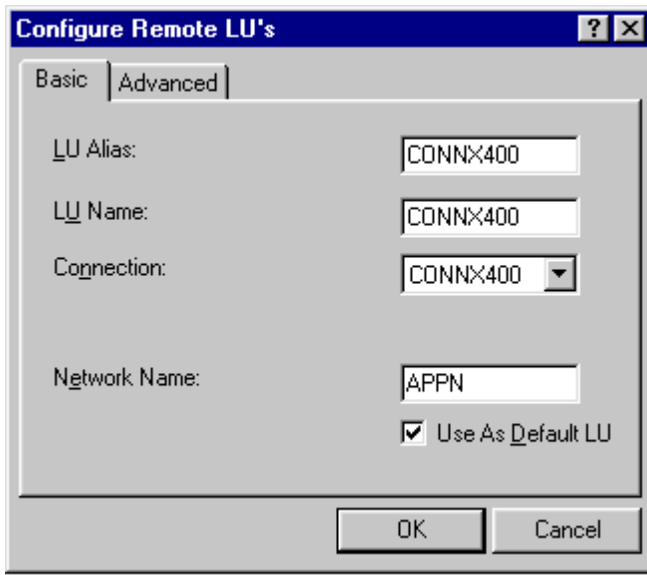 Configure Remote LU's
Basic Advanced
LU Alias: CONNX400
LU Name: CONNX400
Connection: CONNX400
Network Name: APPN
Use As Default LU
OK Cancel